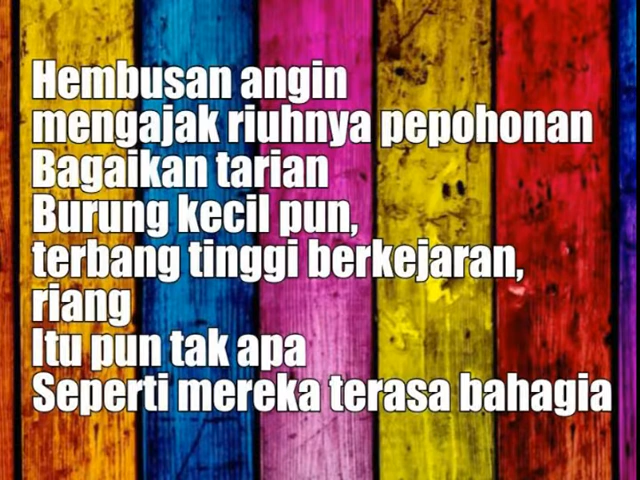 Hembusan angin
mengajak riuhnya pepohonan
Bagaikan tarian
Burung kecil pun,
terbang tinggi berkejaran,
riang
Itu pun tak apa
Seperti mereka terasa bahagia